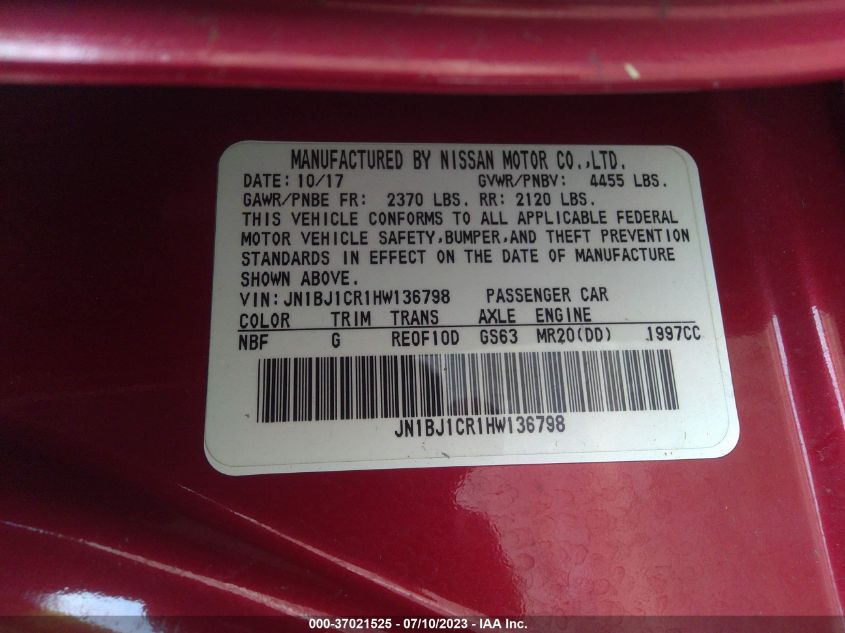 MANUFACTURED BY NISSAN MOTOR CO.,LTD.
DATE: 10/17 GVWR/PNBV: 4455 LBS.
GAWR/PNBE FR: 2370 LBS. RR: 2120 LBS.
THIS VEHICLE CONFORMS TO ALL APPLICABLE FEDERAL
MOTOR VEHICLE SAFETY,BUMPER,AND THEFT PREVENTION
STANDARDS IN EFFECT ON THE DATE OF MANUFACTURE
SHOWN ABOVE.
VIN: JN1BJ1CR1HW136798 PASSENGER CAR
COLOR TRIM TRANS AXLE ENGINE
NBF G RE0F10D GS63 MR20(DD) 1997CC
JN1BJ1CR1HW136798
000-37021525 - 07/10/2023 - IAAI.com